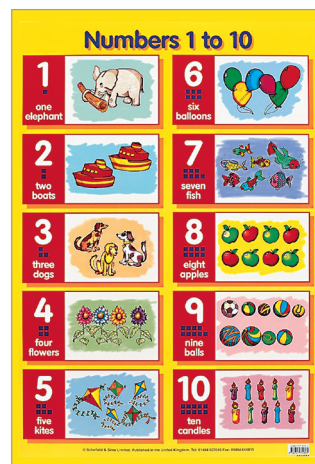 Numbers 1 to 10
1
one
elephant
2
two
boats
3
three
dogs
4
four
flowers
5
five
kites
6
six
balloons
7
seven
fish
8
eight
apples
9
nine
balls
10
ten
candles